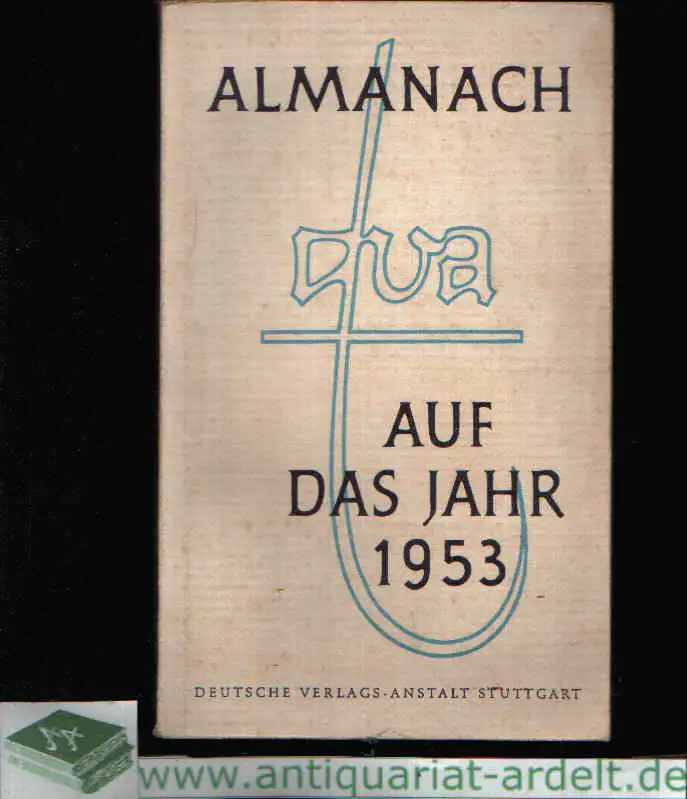 ALMANACH
dva
AUF
DAS JAHR
1953
DEUTSCHE VERLAGS-ANSTALT STUTTGART
www.antiquariat-ardelt.de